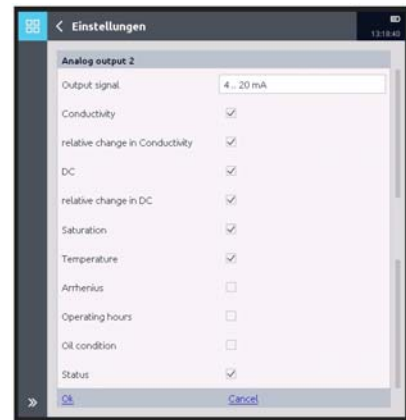 Einstellungen
13:18:40
Analog output 2
Output signal 4 .. 20 mA
Conductivity
relative change in Conductivity
DC
relative change in DC
Saturation
Temperature
Arrhenius
Operating hours
Oil condition
Status
Ok Cancel